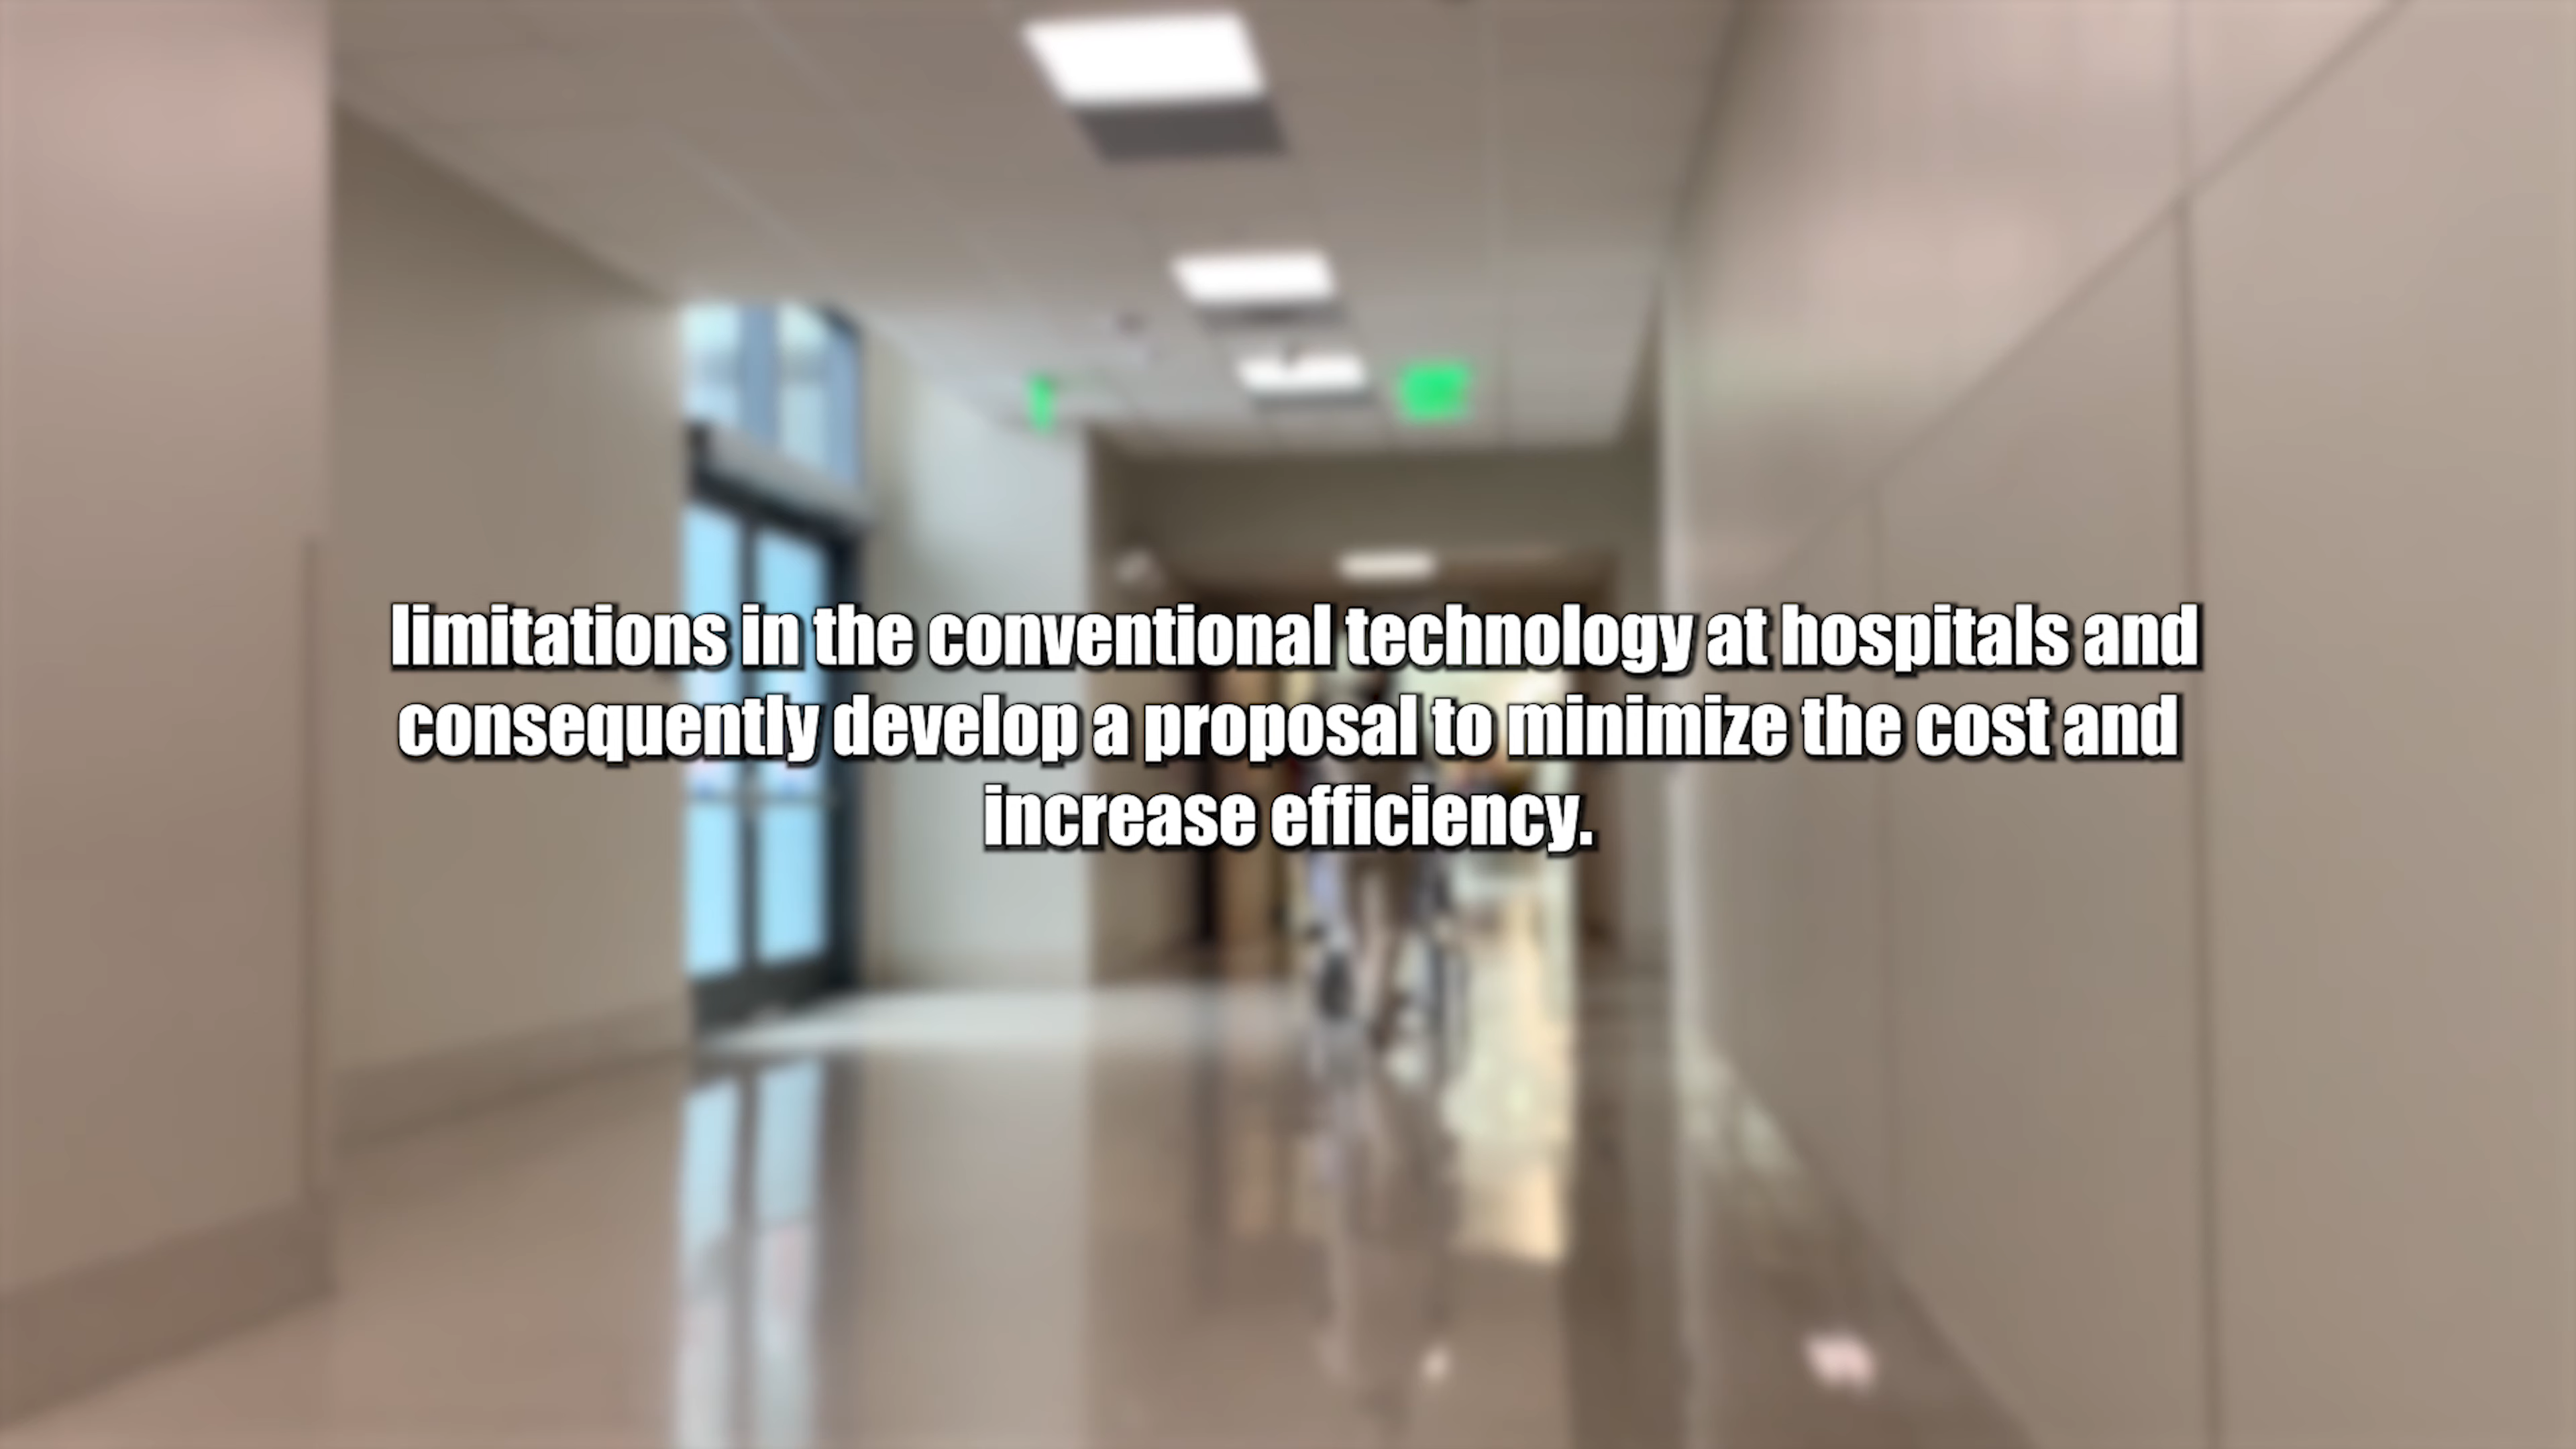 limitations in the conventional technology at hospitals and
consequently develop a proposal to minimize the cost and
increase efficiency.